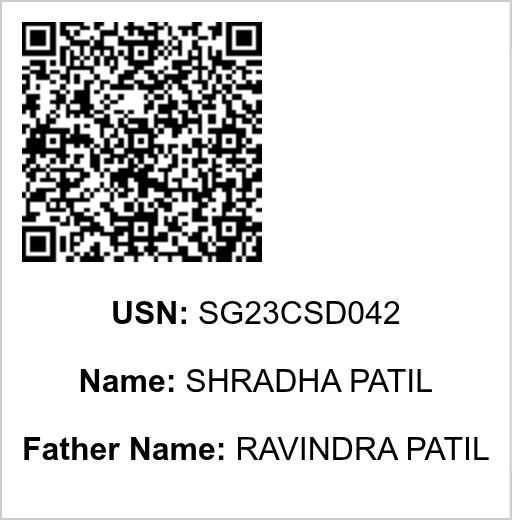 USN: SG23CSD042
Name: SHRADHA PATIL
Father Name: RAVINDRA PATIL